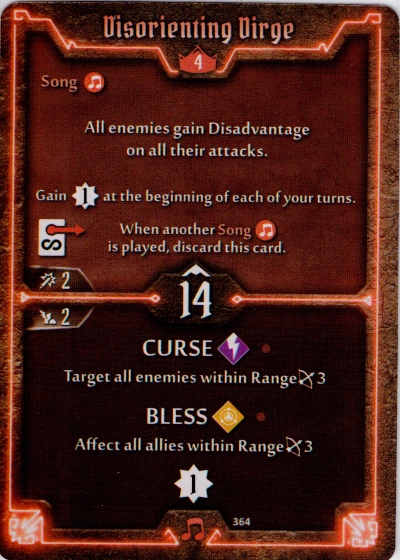 Disorienting Dirge
4
Song
All enemies gain Disadvantage
on all their attacks.
Gain 1 at the beginning of each of your turns.
When another Song
is played, discard this card.
2
14
2
CURSE
Target all enemies within Range 3
BLESS
Affect all allies within Range 3
1
364